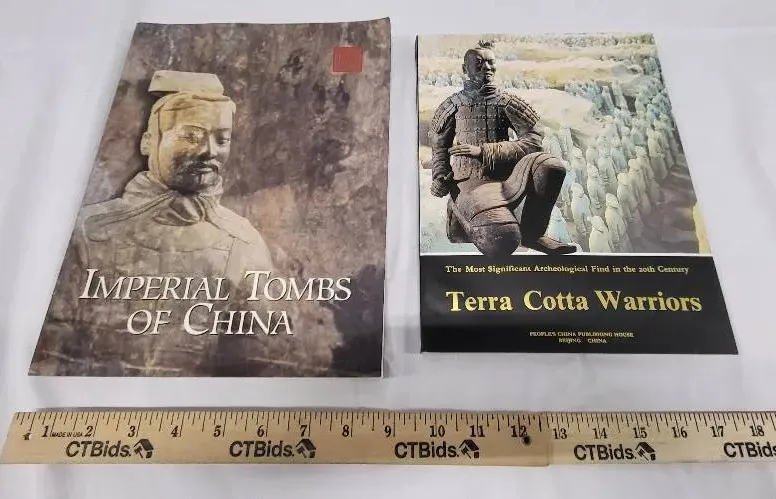 IMPERIAL TOMBS
OF CHINA
The Most Significant Archeological Find in the 20th Century
Terra Cotta Warriors
PEOPLE'S CHINA PUBLISHING HOUSE
BEIJING CHINA
1 MADE IN USA 2 3 4 5 6 7 8 9 10 11 12 13 14 15 16 17 18
CTBids. CTBids. CTBids. CTBids. CTBids